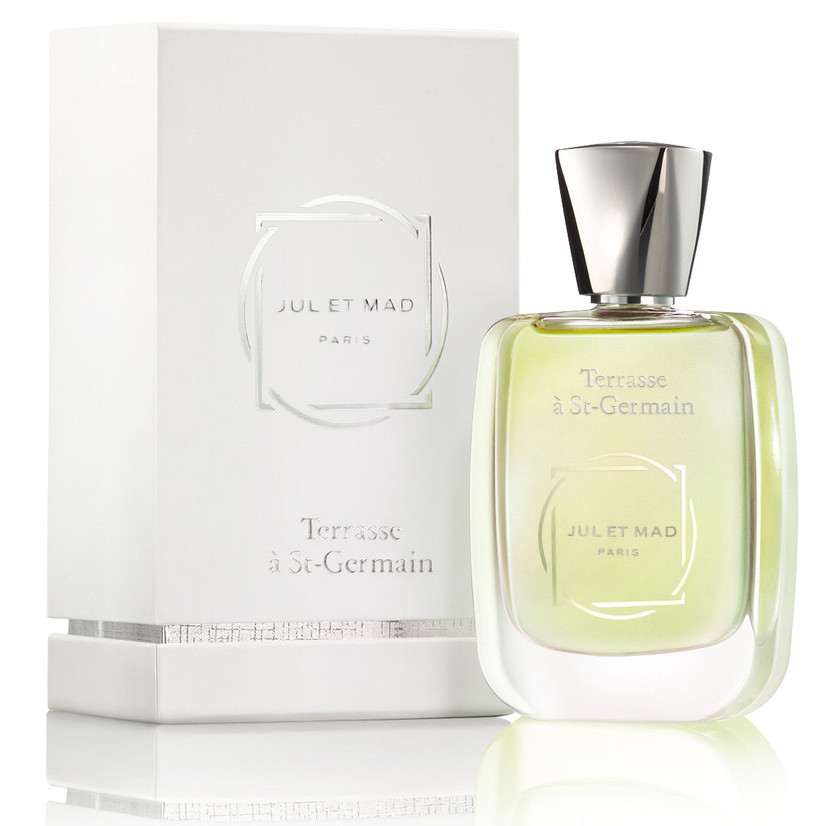 JUL ET MAD
PARIS
Terrasse
à St-Germain
Terrasse
à St-Germain
JUL ET MAD
PARIS